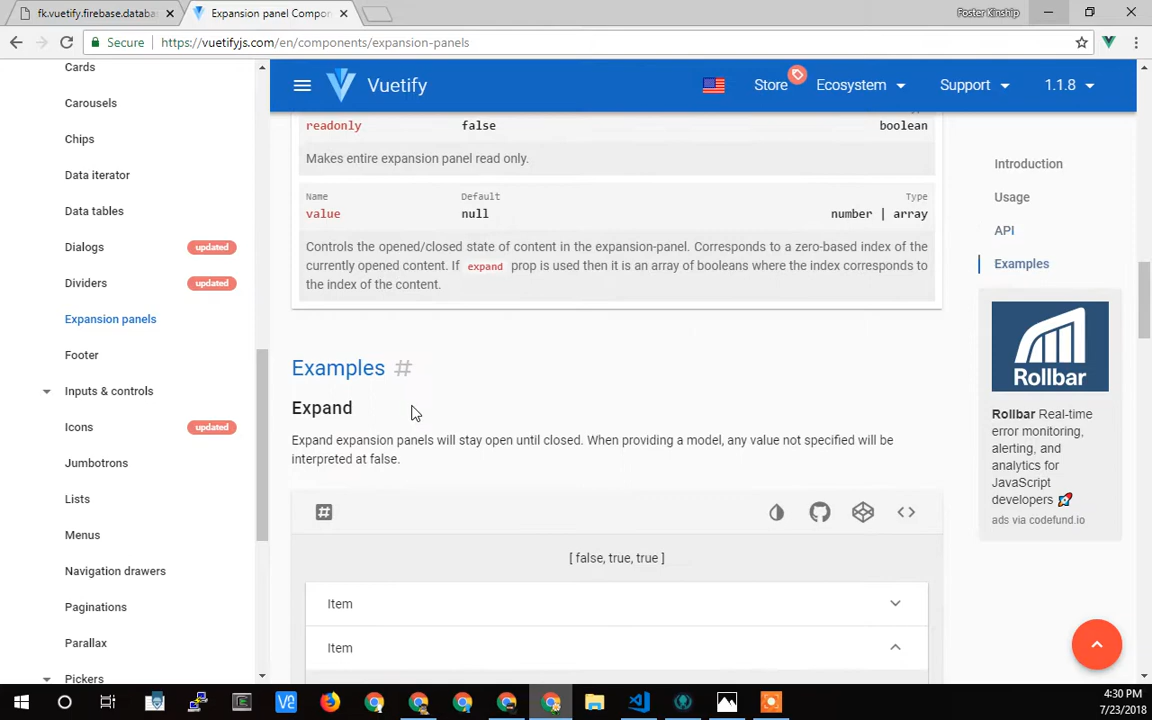 fk.vuetify.firebase.databa
Expansion panel Compon
Foster Kinship
Secure
https://vuetifyjs.com/en/components/expansion-panels
Cards
Carousels
Chips
Data iterator
Data tables
Dialogs updated
Dividers updated
Expansion panels
Footer
Inputs & controls
Icons updated
Jumbotrons
Lists
Menus
Navigation drawers
Paginations
Parallax
Pickers
Vuetify
Store
Ecosystem
Support
1.1.8
readonly false boolean
Makes entire expansion panel read only.
Name Default Type
value null number | array
Controls the opened/closed state of content in the expansion-panel. Corresponds to a zero-based index of the
currently opened content. If expand prop is used then it is an array of booleans where the index corresponds to
the index of the content.
Examples #
Expand
Expand expansion panels will stay open until closed. When providing a model, any value not specified will be
interpreted at false.
[ false, true, true ]
Item
Item
Introduction
Usage
API
Examples
Rollbar
Rollbar Real-time
error monitoring,
alerting, and
analytics for
JavaScript
developers 🚀
ads via codefund.io
4:30 PM
7/23/2018